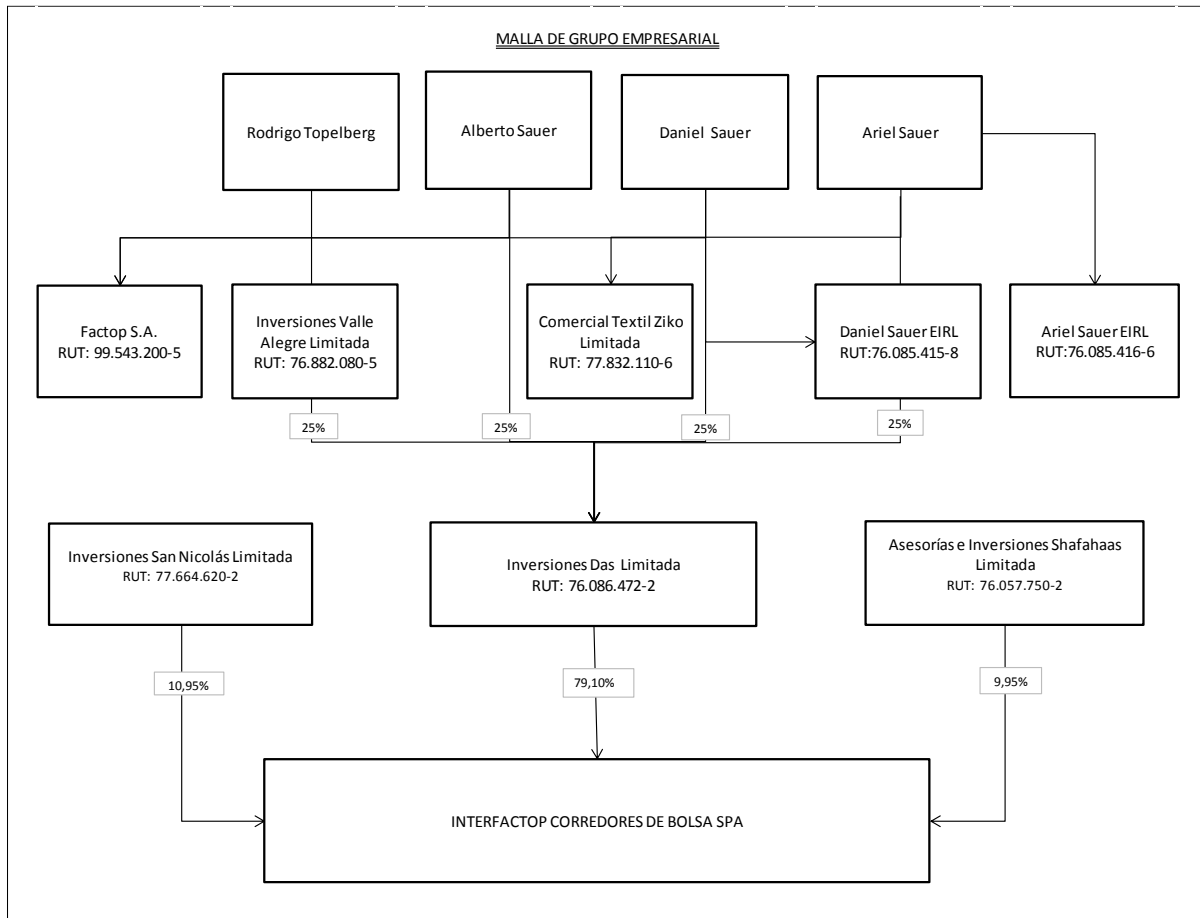 MALLA DE GRUPO EMPRESARIAL
Rodrigo Topelberg
Alberto Sauer
Daniel Sauer
Ariel Sauer
Factop S.A.
RUT: 99.543.200-5
Inversiones Valle
Alegre Limitada
RUT: 76.882.080-5
Comercial Textil Ziko
Limitada
RUT: 77.832.110-6
Daniel Sauer EIRL
RUT:76.085.415-8
Ariel Sauer EIRL
RUT:76.085.416-6
25%
25%
25%
25%
Inversiones San Nicolás Limitada
RUT: 77.664.620-2
Inversiones Das Limitada
RUT: 76.086.472-2
Asesorías e Inversiones Shafahaas
Limitada
RUT: 76.057.750-2
10,95%
79,10%
9,95%
INTERFACTOP CORREDORES DE BOLSA SPA